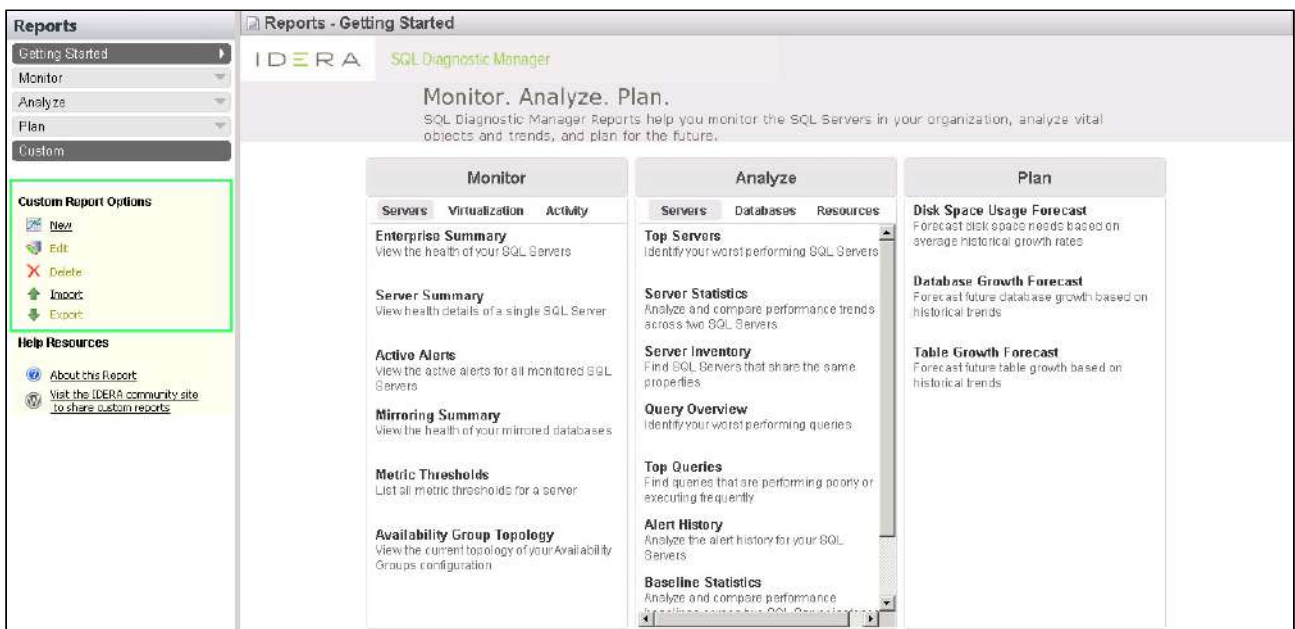 Reports
Getting Started
Monitor
Analyze
Plan
Custom
Custom Report Options
New
Edit
Delete
Import
Export
Help Resources
About this Report
Visit the IDERA community site
to share custom reports
Reports - Getting Started
IDERA
SQL Diagnostic Manager
Monitor. Analyze. Plan.
SQL Diagnostic Manager Reports help you monitor the SQL Servers in your organization, analyze vital
objects and trends, and plan for the future.
Monitor
Servers Virtualization Activity
Enterprise Summary
View the health of your SQL Servers
Server Summary
View health details of a single SQL Server
Active Alerts
View the active alerts for all monitored SQL
Servers
Mirroring Summary
View the health of your mirrored databases
Metric Thresholds
List all metric thresholds for a server
Availability Group Topology
View the current topology of your Availability
Groups configuration
Analyze
Servers Databases Resources
Top Servers
Identify your worst performing SQL Servers
Server Statistics
Analyze and compare performance trends
across two SQL Servers
Server Inventory
Find SQL Servers that share the same
properties
Query Overview
Identify your worst performing queries
Top Queries
Find queries that are performing poorly or
executing frequently
Alert History
Analyze the alert history for your SQL
Servers
Baseline Statistics
Analyze and compare performance
Plan
Disk Space Usage Forecast
Forecast disk space needs based on
average historical growth rates
Database Growth Forecast
Forecast future database growth based on
historical trends
Table Growth Forecast
Forecast future table growth based on
historical trends